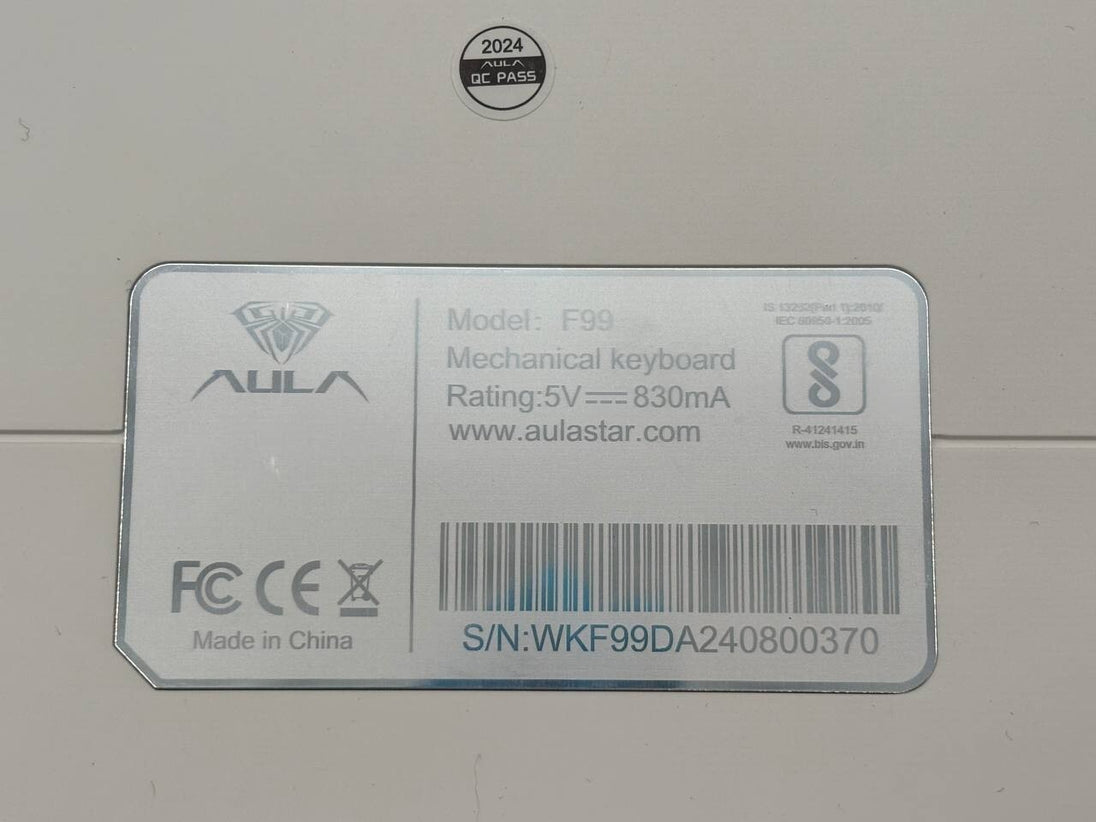 2024
AULA
QC PASS
AULA
Model: F99
Mechanical keyboard
Rating:5V⎓830mA
www.aulastar.com
IS 13252(Part 1):2010/
IEC 60950-1:2005
R-41241415
www.bis.gov.in
FC CE
Made in China
S/N:WKF99DA240800370